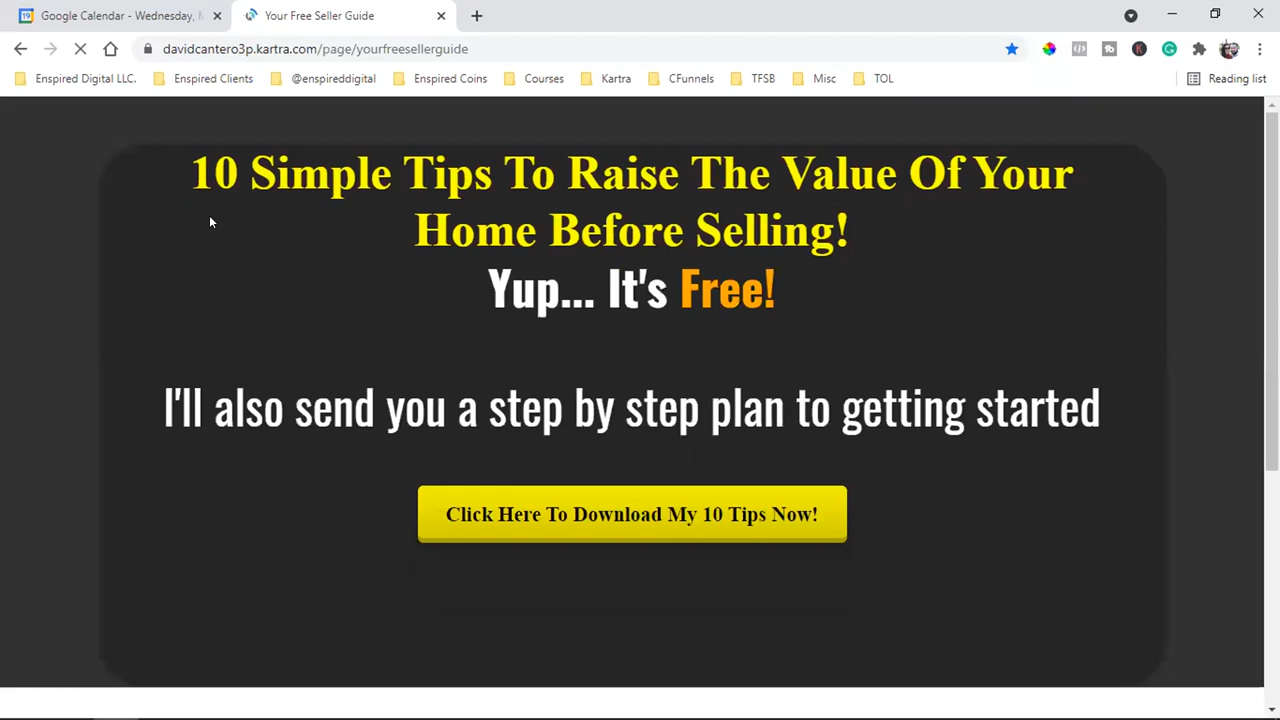 Google Calendar - Wednesday,
Your Free Seller Guide
davidcantero3p.kartra.com/page/yourfreesellerguide
Enspired Digital LLC.
Enspired Clients
@enspireddigital
Enspired Coins
Courses
Kartra
CFunnels
TFSB
Misc
TOL
Reading list
10 Simple Tips To Raise The Value Of Your
Home Before Selling!
Yup... It's Free!
I'll also send you a step by step plan to getting started
Click Here To Download My 10 Tips Now!